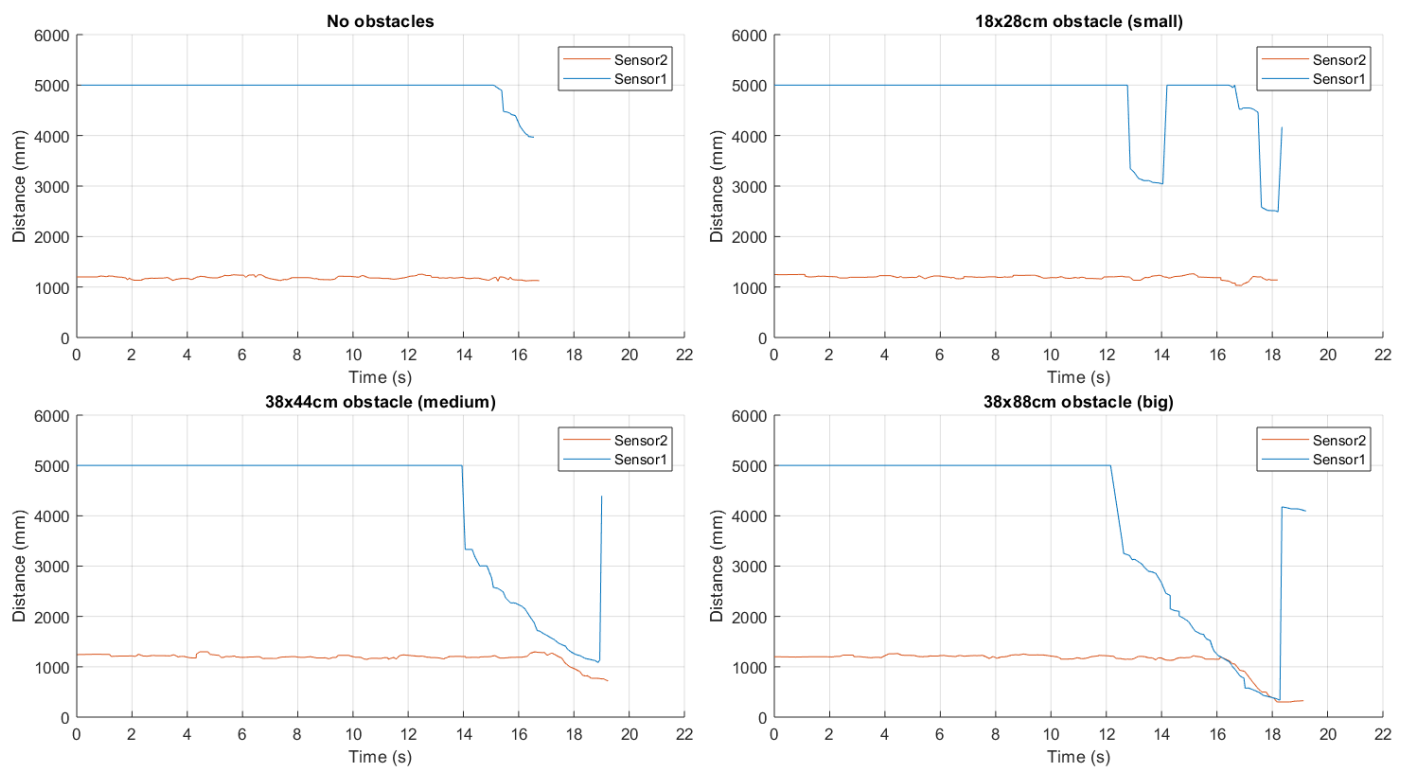 No obstacles
6000
5000
4000
3000
2000
1000
0
Distance (mm)
Sensor2
Sensor1
0 2 4 6 8 10 12 14 16 18 20 22
Time (s)
18x28cm obstacle (small)
6000
5000
4000
3000
2000
1000
0
Distance (mm)
Sensor2
Sensor1
0 2 4 6 8 10 12 14 16 18 20 22
Time (s)
38x44cm obstacle (medium)
6000
5000
4000
3000
2000
1000
0
Distance (mm)
Sensor2
Sensor1
0 2 4 6 8 10 12 14 16 18 20 22
Time (s)
38x88cm obstacle (big)
6000
5000
4000
3000
2000
1000
0
Distance (mm)
Sensor2
Sensor1
0 2 4 6 8 10 12 14 16 18 20 22
Time (s)